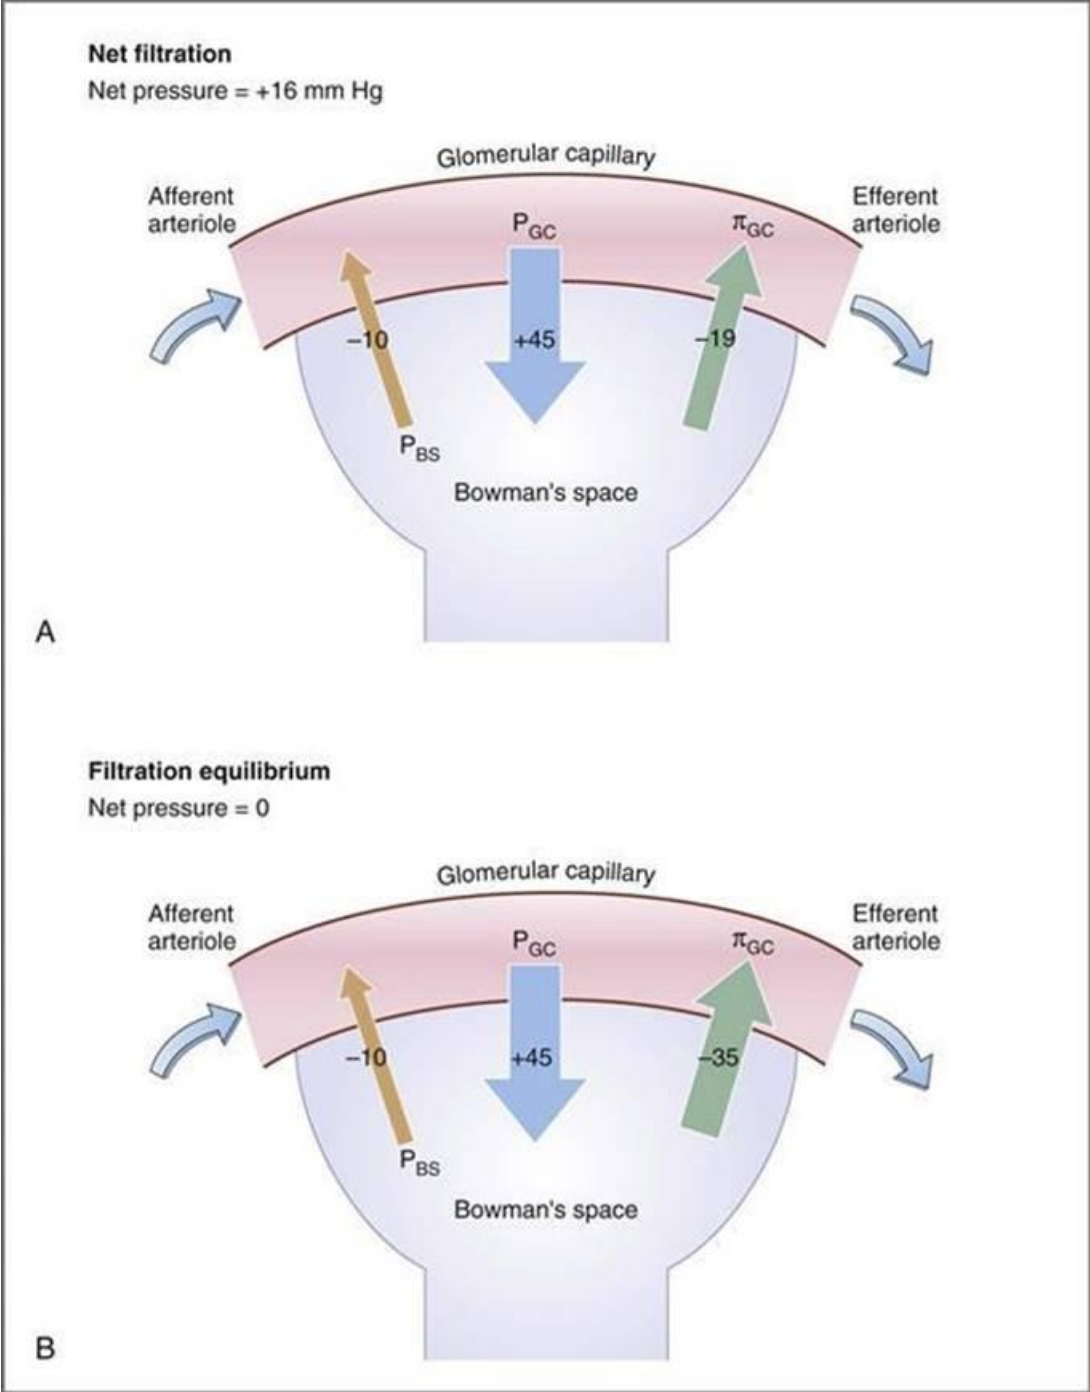 Net filtration
Net pressure = +16 mm Hg
Glomerular capillary
Afferent
arteriole
Efferent
arteriole
PGC
πGC
–10
+45
–19
PBS
Bowman's space
A
Filtration equilibrium
Net pressure = 0
Glomerular capillary
Afferent
arteriole
Efferent
arteriole
PGC
πGC
–10
+45
–35
PBS
Bowman's space
B